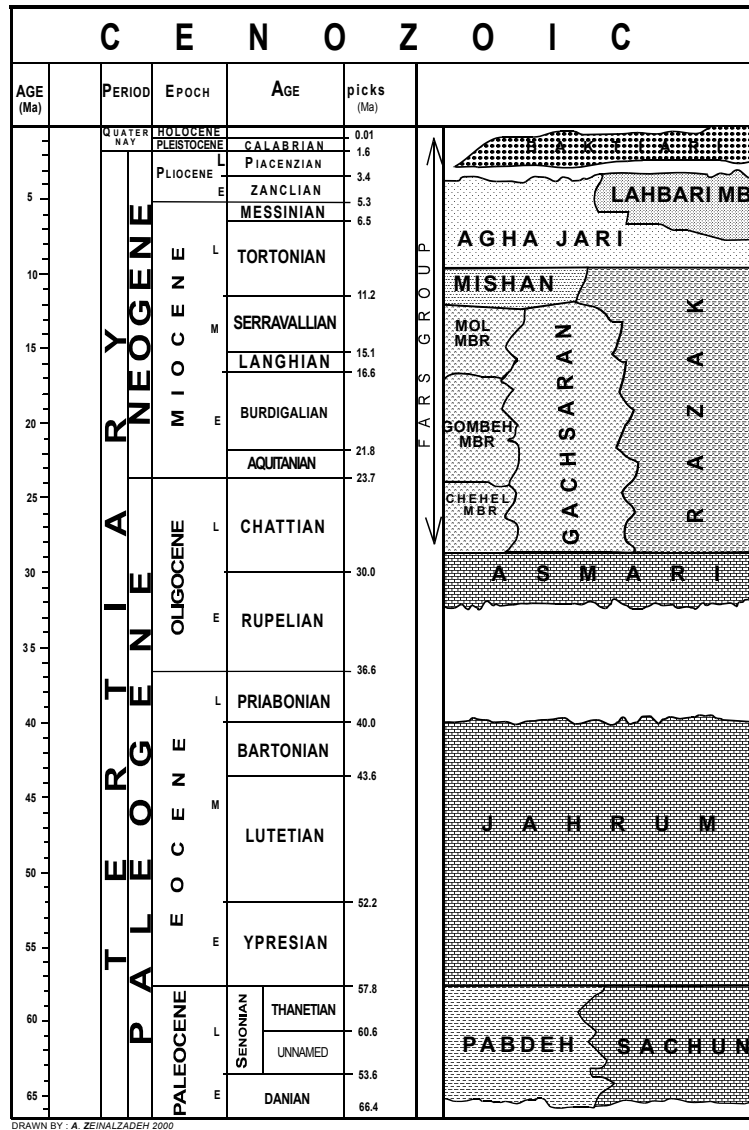 CENOZOIC
AGE (Ma)
PERIOD
EPOCH
AGE
picks (Ma)
QUATER NAY
HOLOCENE
0.01
PLEISTOCENE
CALABRIAN
1.6
PLIOCENE
L
PIACENZIAN
3.4
E
ZANCLIAN
5.3
MESSINIAN
6.5
TERTIARY
NEOGENE
MIOCENE
L
TORTONIAN
11.2
M
SERRAVALLIAN
15.1
LANGHIAN
16.6
E
BURDIGALIAN
21.8
AQUITANIAN
23.7
PALEOGENE
OLIGOCENE
L
CHATTIAN
30.0
E
RUPELIAN
36.6
EOCENE
L
PRIABONIAN
40.0
BARTONIAN
43.6
M
LUTETIAN
52.2
E
YPRESIAN
57.8
PALEOCENE
L
SENONIAN
THANETIAN
60.6
UNNAMED
53.6
E
DANIAN
66.4
5
10
15
20
25
30
35
40
45
50
55
60
65
FARS GROUP
BAKTIARI
LAHBARI MB
AGHA JARI
MISHAN
MOL
MBR
GOMBEH
MBR
CHEHEL
MBR
GACHSARAN
RAZAK
ASMARI
JAHRUM
PABDEH
SACHUN
DRAWN BY : A. ZEINALZADEH 2000